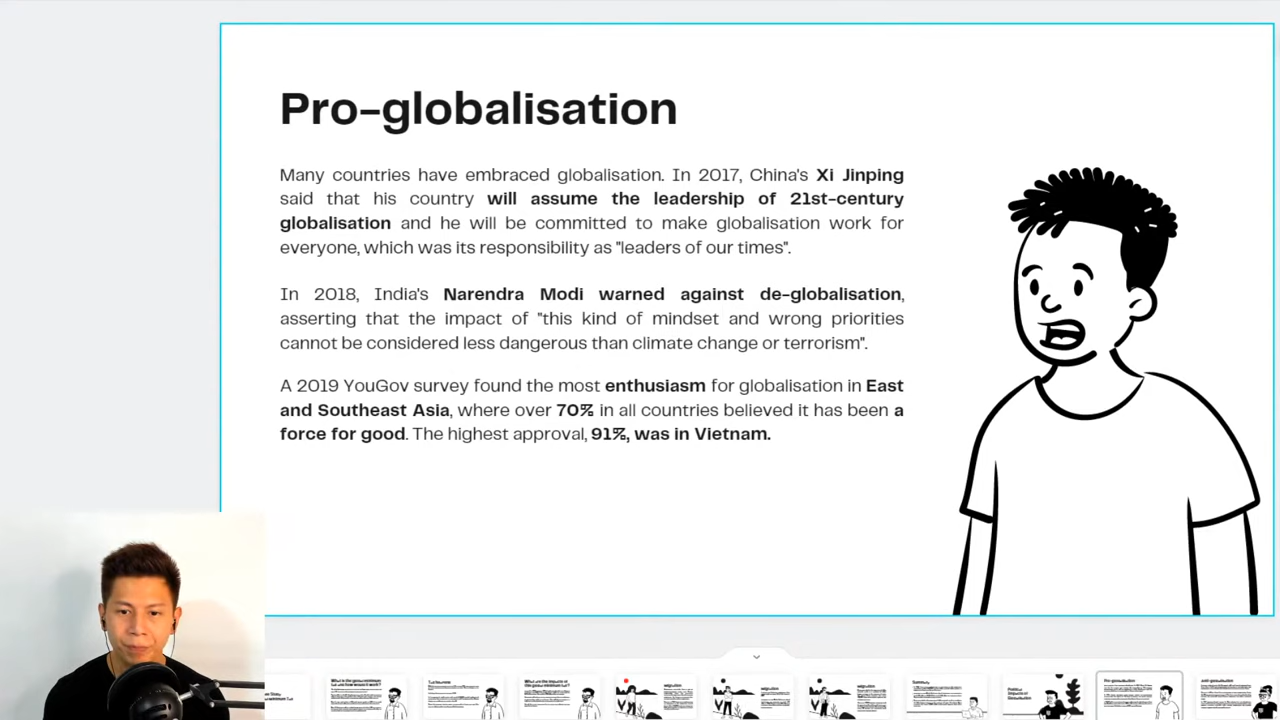 Pro-globalisation
Many countries have embraced globalisation. In 2017, China's Xi Jinping
said that his country will assume the leadership of 21st-century
globalisation and he will be committed to make globalisation work for
everyone, which was its responsibility as "leaders of our times".
In 2018, India's Narendra Modi warned against de-globalisation,
asserting that the impact of "this kind of mindset and wrong priorities
cannot be considered less dangerous than climate change or terrorism".
A 2019 YouGov survey found the most enthusiasm for globalisation in East
and Southeast Asia, where over 70% in all countries believed it has been a
force for good. The highest approval, 91%, was in Vietnam.